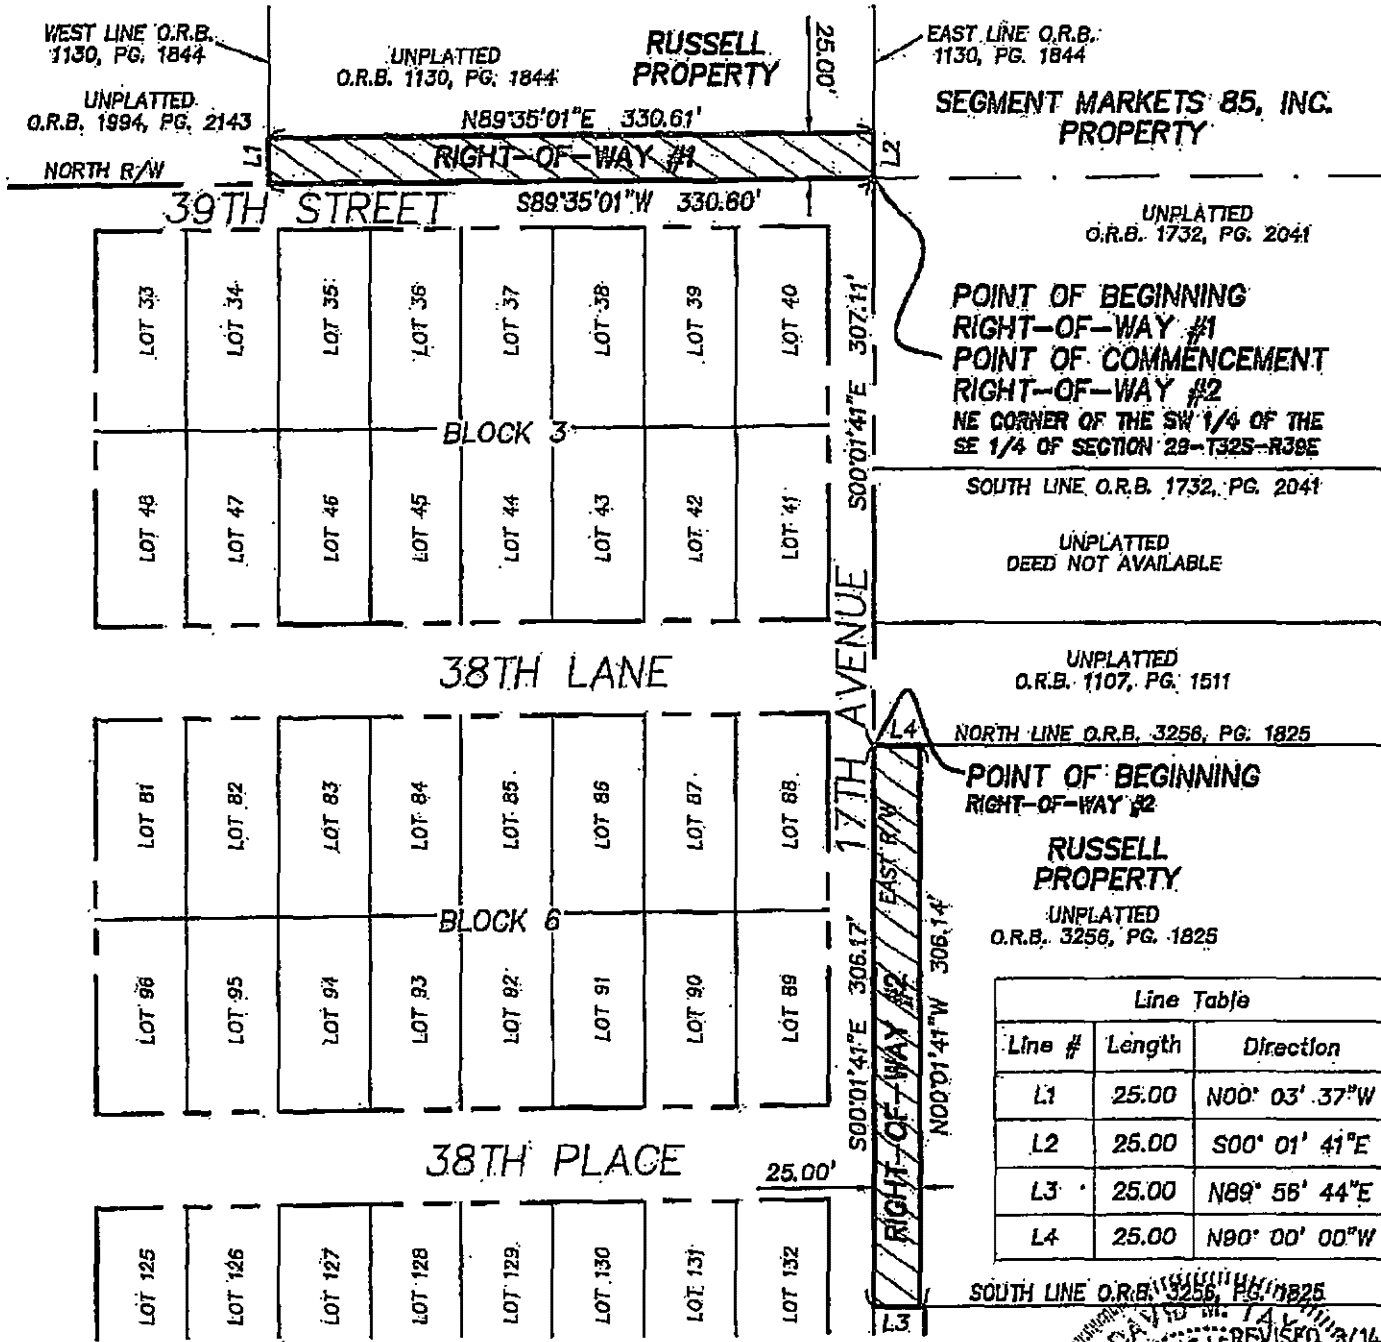 WEST LINE O.R.B.
1130, PG. 1844
UNPLATTED
O.R.B. 1130, PG. 1844
RUSSELL
PROPERTY
25.00'
EAST LINE O.R.B.
1130, PG. 1844
UNPLATTED
O.R.B. 1994, PG. 2143
SEGMENT MARKETS 85, INC.
PROPERTY
N89°35'01"E 330.61'
L1
RIGHT-OF-WAY #1
L2
NORTH R/W
39TH STREET
S89°35'01"W 330.60'
UNPLATTED
O.R.B. 1732, PG. 2041
LOT 33
LOT 34
LOT 35
LOT 36
LOT 37
LOT 38
LOT 39
LOT 40
S00°01'41"E 307.11'
POINT OF BEGINNING
RIGHT-OF-WAY #1
POINT OF COMMENCEMENT
RIGHT-OF-WAY #2
NE CORNER OF THE SW 1/4 OF THE
SE 1/4 OF SECTION 29-T32S-R39E
BLOCK 3
SOUTH LINE O.R.B. 1732, PG. 2041
LOT 48
LOT 47
LOT 46
LOT 45
LOT 44
LOT 43
LOT 42
LOT 41
UNPLATTED
DEED NOT AVAILABLE
17TH AVENUE
38TH LANE
UNPLATTED
O.R.B. 1107, PG. 1511
L4
NORTH LINE O.R.B. 3256, PG. 1825
POINT OF BEGINNING
RIGHT-OF-WAY #2
LOT 81
LOT 82
LOT 83
LOT 84
LOT 85
LOT 86
LOT 87
LOT 88
EAST R/W
RUSSELL
PROPERTY
UNPLATTED
O.R.B. 3256, PG. 1825
BLOCK 6
S00°01'41"E 306.17'
RIGHT-OF-WAY #2
N00°01'41"W 306.14'
LOT 96
LOT 95
LOT 94
LOT 93
LOT 92
LOT 91
LOT 90
LOT 89
Line Table
Line # Length Direction
L1 25.00 N00° 03' 37"W
L2 25.00 S00° 01' 41"E
L3 25.00 N89° 56' 44"E
L4 25.00 N90° 00' 00"W
38TH PLACE
25.00'
LOT 125
LOT 126
LOT 127
LOT 128
LOT 129
LOT 130
LOT 131
LOT 132
SOUTH LINE O.R.B. 3256, PG. 1825
L3
DAVID M.
REVISED 3/14